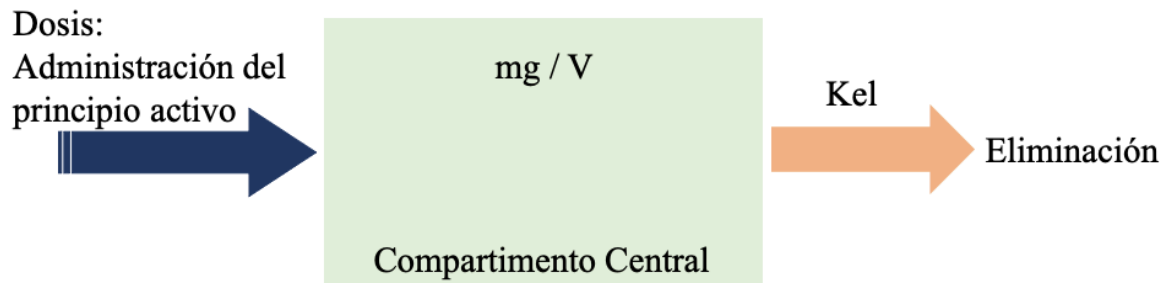 Dosis:
Administración del
principio activo
mg / V
Kel
Eliminación
Compartimento Central